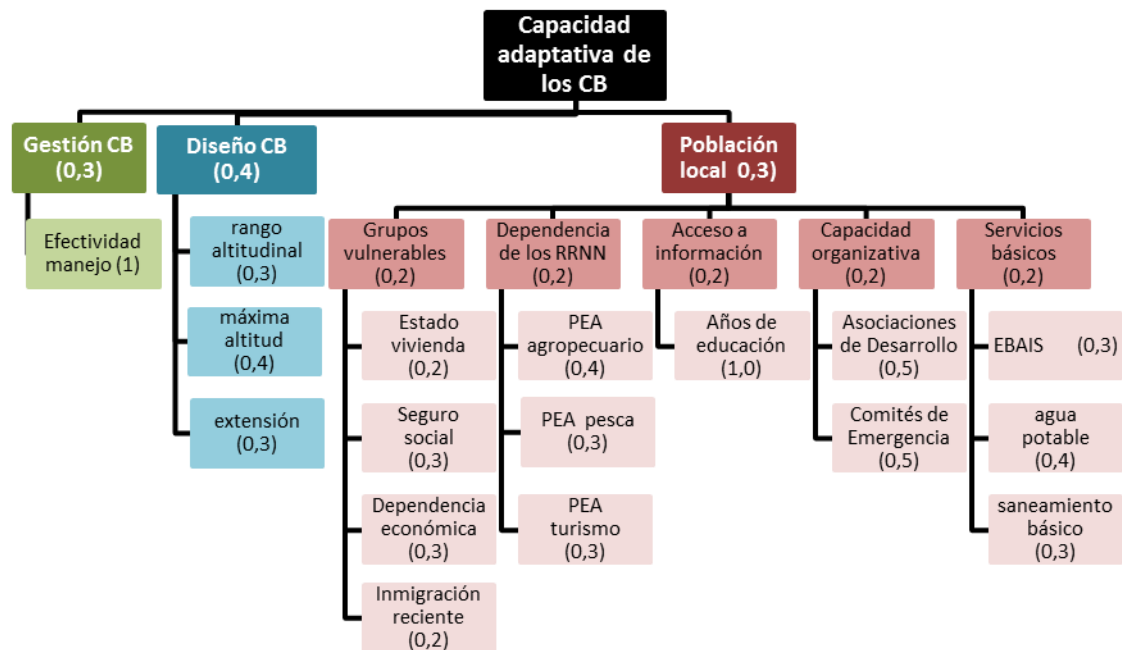 Capacidad
adaptativa de
los CB
Gestión CB
(0,3)
Diseño CB
(0,4)
Población
local 0,3)
Efectividad
manejo (1)
rango
altitudinal
(0,3)
máxima
altitud
(0,4)
extensión
(0,3)
Grupos
vulnerables
(0,2)
Estado
vivienda
(0,2)
Seguro
social
(0,3)
Dependencia
económica
(0,3)
Inmigración
reciente
(0,2)
Dependencia
de los RRNN
(0,2)
PEA
agropecuario
(0,4)
PEA pesca
(0,3)
PEA
turismo
(0,3)
Acceso a
información
(0,2)
Años de
educación
(1,0)
Capacidad
organizativa
(0,2)
Asociaciones
de Desarrollo
(0,5)
Comités de
Emergencia
(0,5)
Servicios
básicos
(0,2)
EBAIS (0,3)
agua
potable
(0,4)
saneamiento
básico
(0,3)